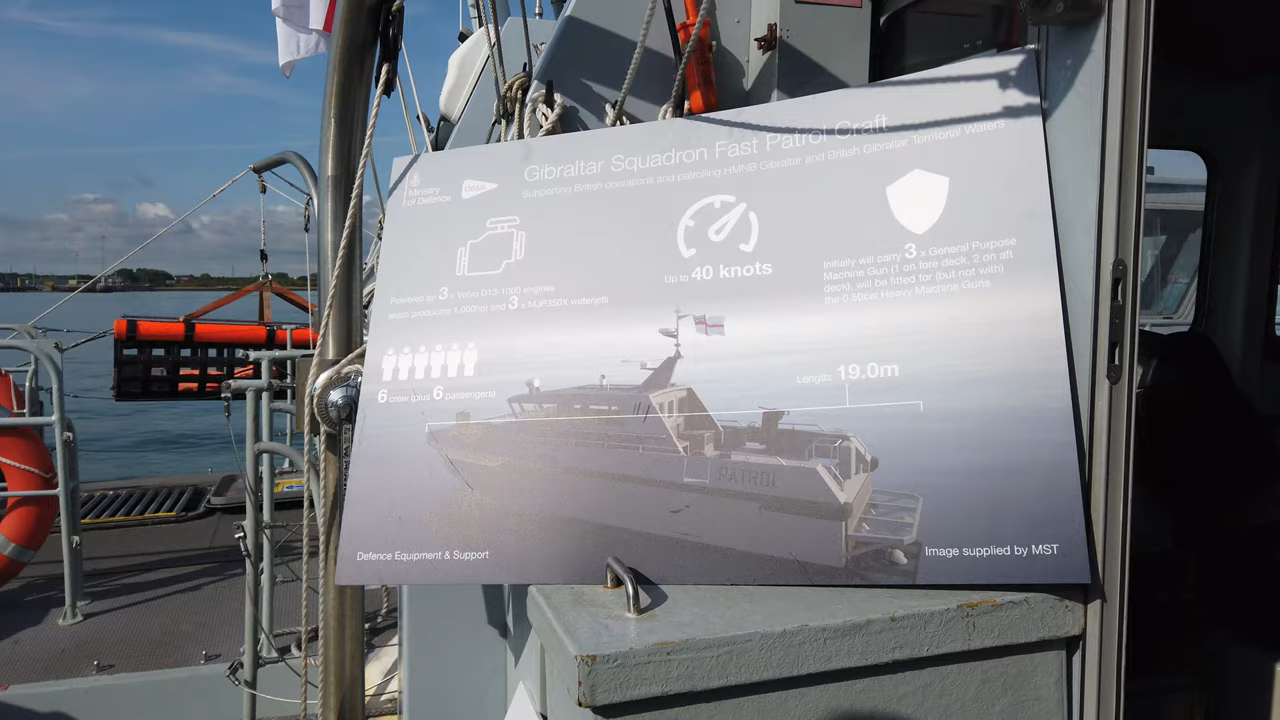 Gibraltar Squadron Fast Patrol Craft
Supporting British operations and patrolling HMNB Gibraltar and British Gibraltar Territorial Waters
Ministry
of Defence
de&s
Powered by 3 x Volvo D13-1000 engines
(each producing 1,000hp) and 3 x MJP350X waterjets
Up to 40 knots
Initially will carry 3 x General Purpose
Machine Gun (1 on fore deck, 2 on aft
deck), will be fitted for (but not with)
the 0.50cal Heavy Machine Guns
6 crew (plus 6 passengers)
Length: 19.0m
PATROL
Defence Equipment & Support
Image supplied by MST